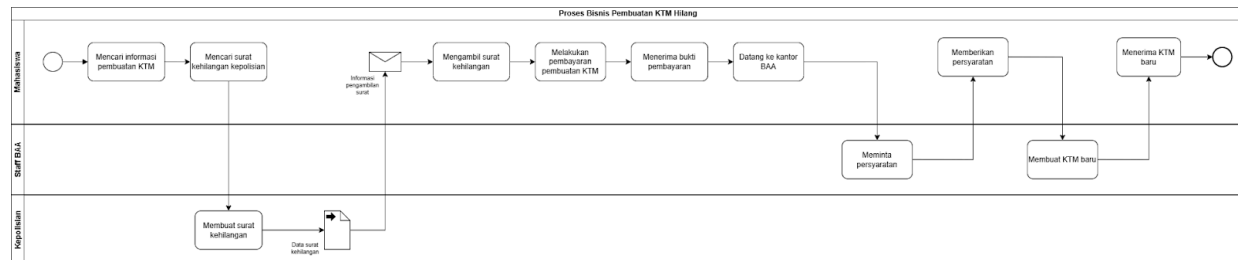 Proses Bisnis Pembuatan KTM Hilang
Mahasiswa
Mencari informasi
pembuatan KTM
Mencari surat
kehilangan kepolisian
Informasi
pengambilan
surat
Mengambil surat
kehilangan
Melakukan
pembayaran
pembuatan KTM
Menerima bukti
pembayaran
Datang ke kantor
BAA
Memberikan
persyaratan
Menerima KTM
baru
Staff BAA
Meminta
persyaratan
Membuat KTM baru
Kepolisian
Membuat surat
kehilangan
Data surat
kehilangan